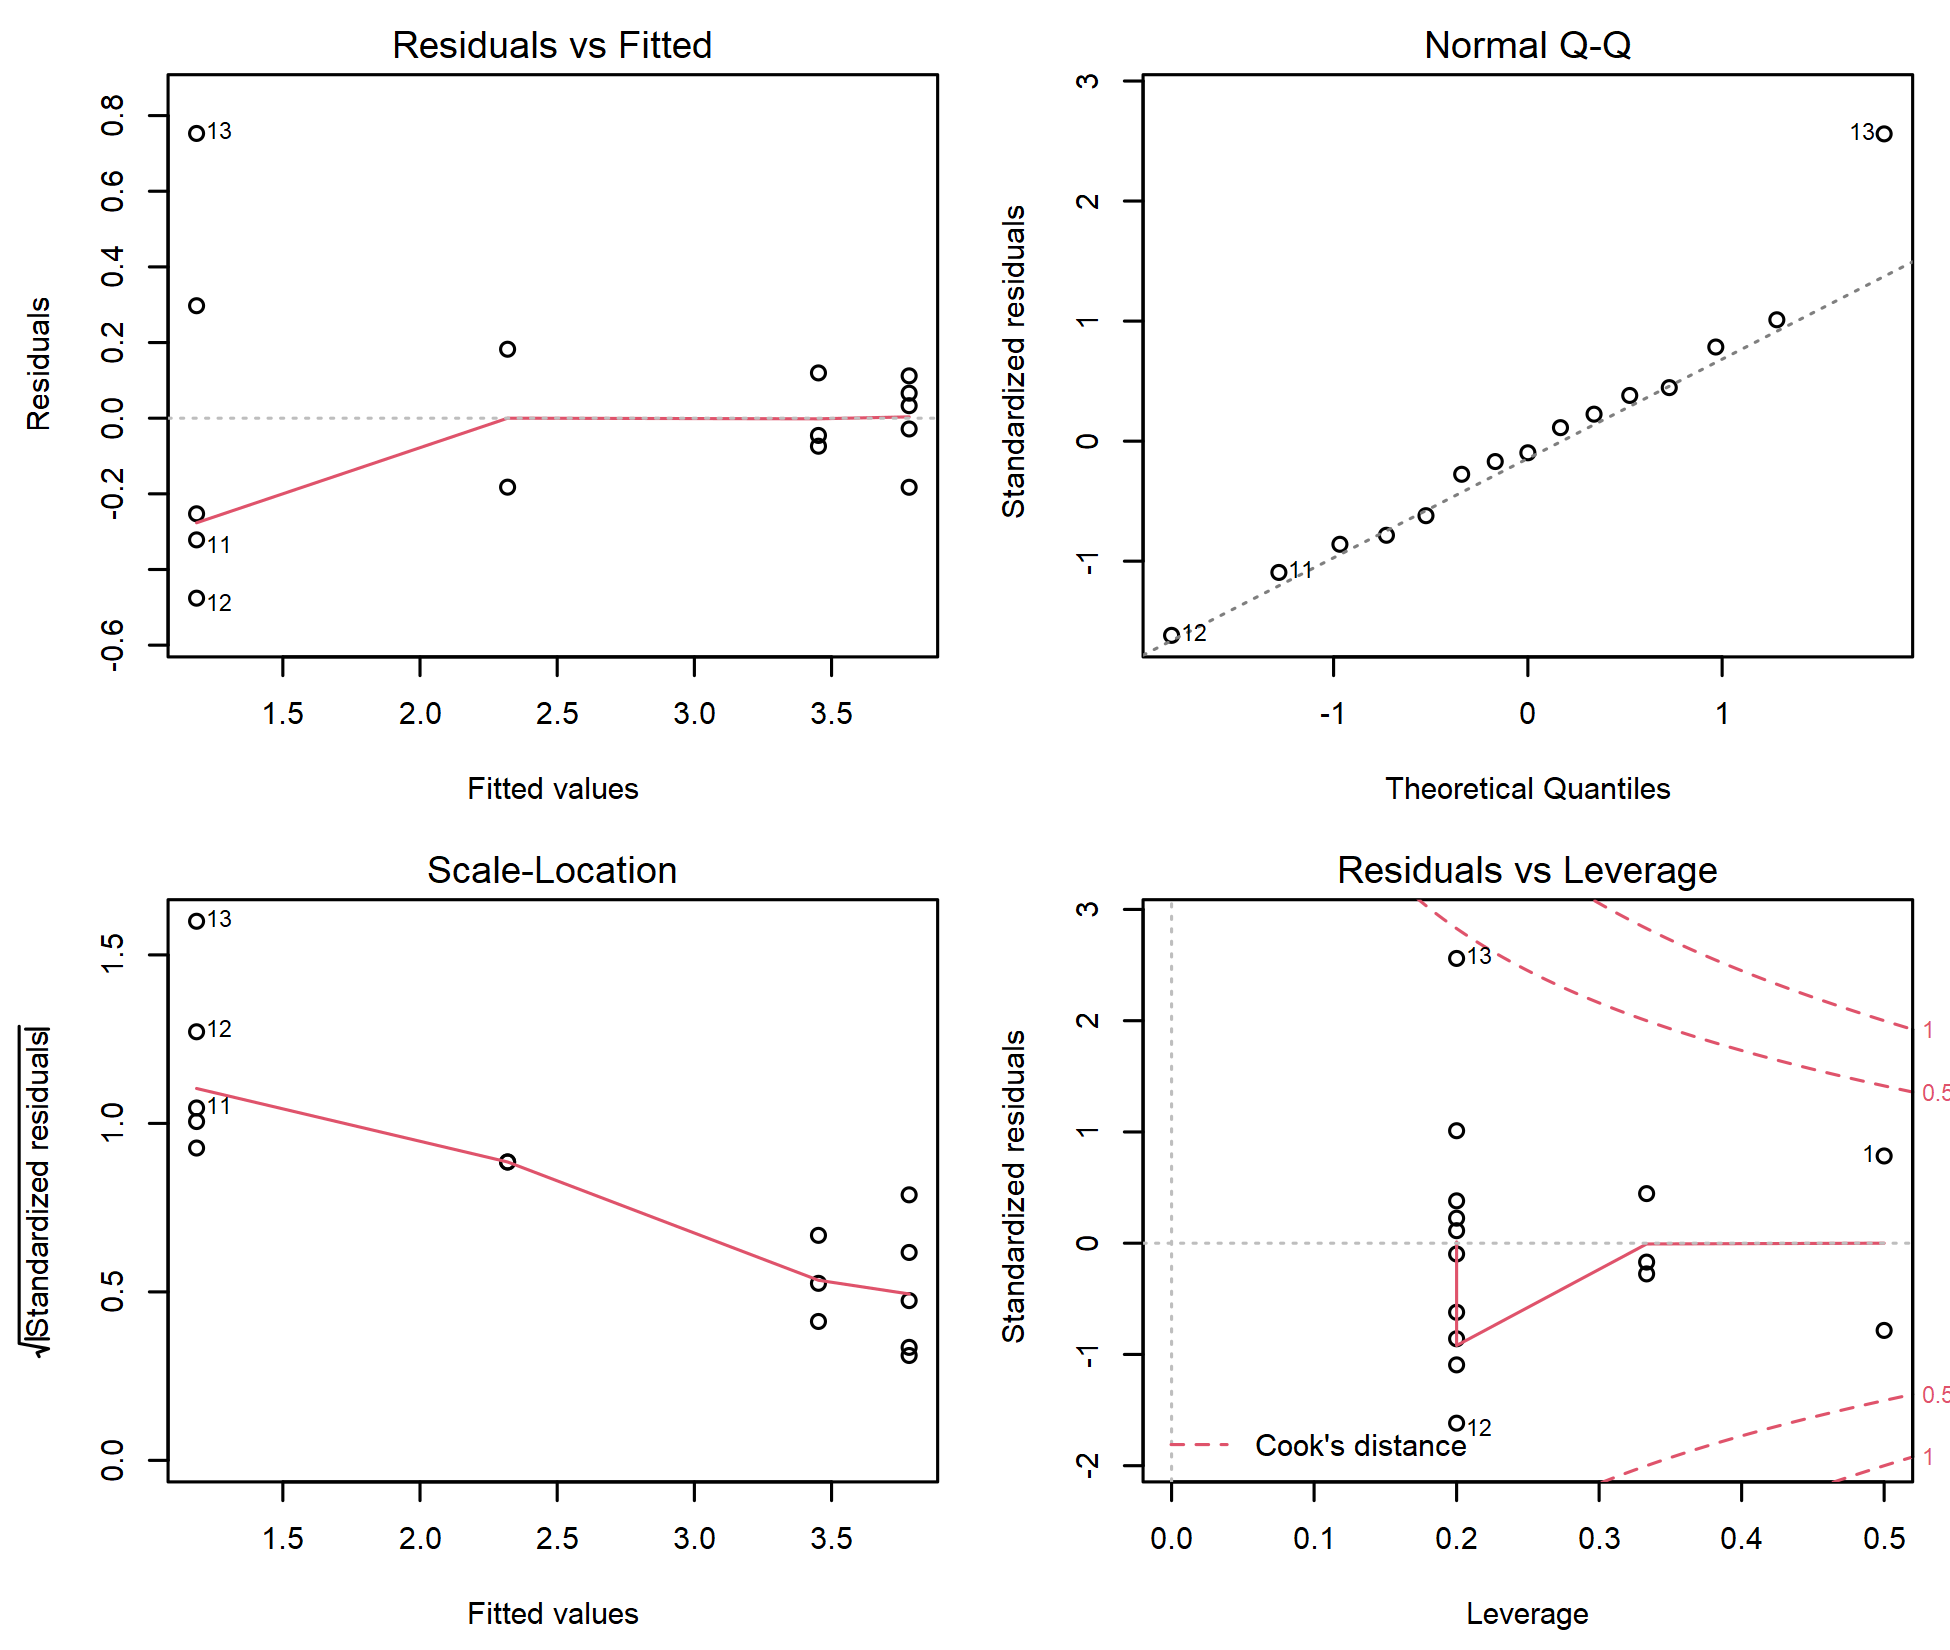 Residuals vs Fitted
Residuals
0.8
0.6
0.4
0.2
0.0
-0.2
-0.6
13
11
12
1.5 2.0 2.5 3.0 3.5
Fitted values
Normal Q-Q
Standardized residuals
3
2
1
0
-1
13
11
12
-1 0 1
Theoretical Quantiles
Scale-Location
√|Standardized residuals|
1.5
1.0
0.5
0.0
13
12
11
1.5 2.0 2.5 3.0 3.5
Fitted values
Residuals vs Leverage
Standardized residuals
3
2
1
0
-1
-2
13
1
12
1
0.5
0.5
1
Cook's distance
0.0 0.1 0.2 0.3 0.4 0.5
Leverage